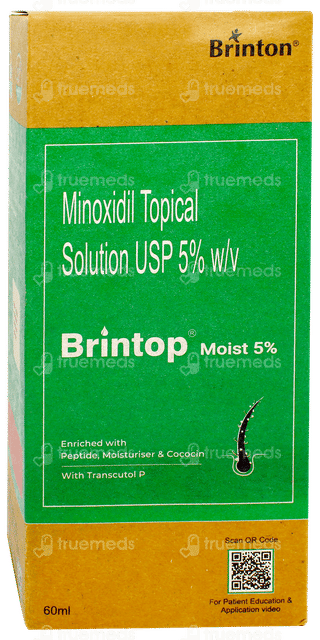 Brinton®
Minoxidil Topical
Solution USP 5% w/v
Brintop® Moist 5%
Enriched with
Peptide, Moisturiser & Cococin
With Transcutol P
Scan QR Code
For Patient Education &
Application video
60ml
truemeds